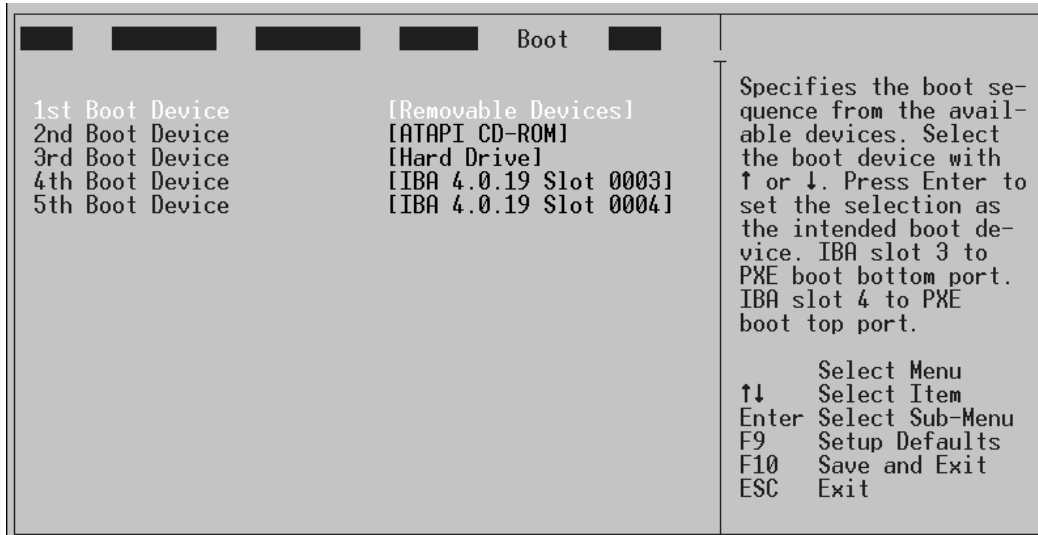 Boot
1st Boot Device [Removable Devices]
2nd Boot Device [ATAPI CD-ROM]
3rd Boot Device [Hard Drive]
4th Boot Device [IBA 4.0.19 Slot 0003]
5th Boot Device [IBA 4.0.19 Slot 0004]
Specifies the boot se-
quence from the avail-
able devices. Select
the boot device with
↑ or ↓. Press Enter to
set the selection as
the intended boot de-
vice. IBA slot 3 to
PXE boot bottom port.
IBA slot 4 to PXE
boot top port.
Select Menu
↑↓ Select Item
Enter Select Sub-Menu
F9 Setup Defaults
F10 Save and Exit
ESC Exit